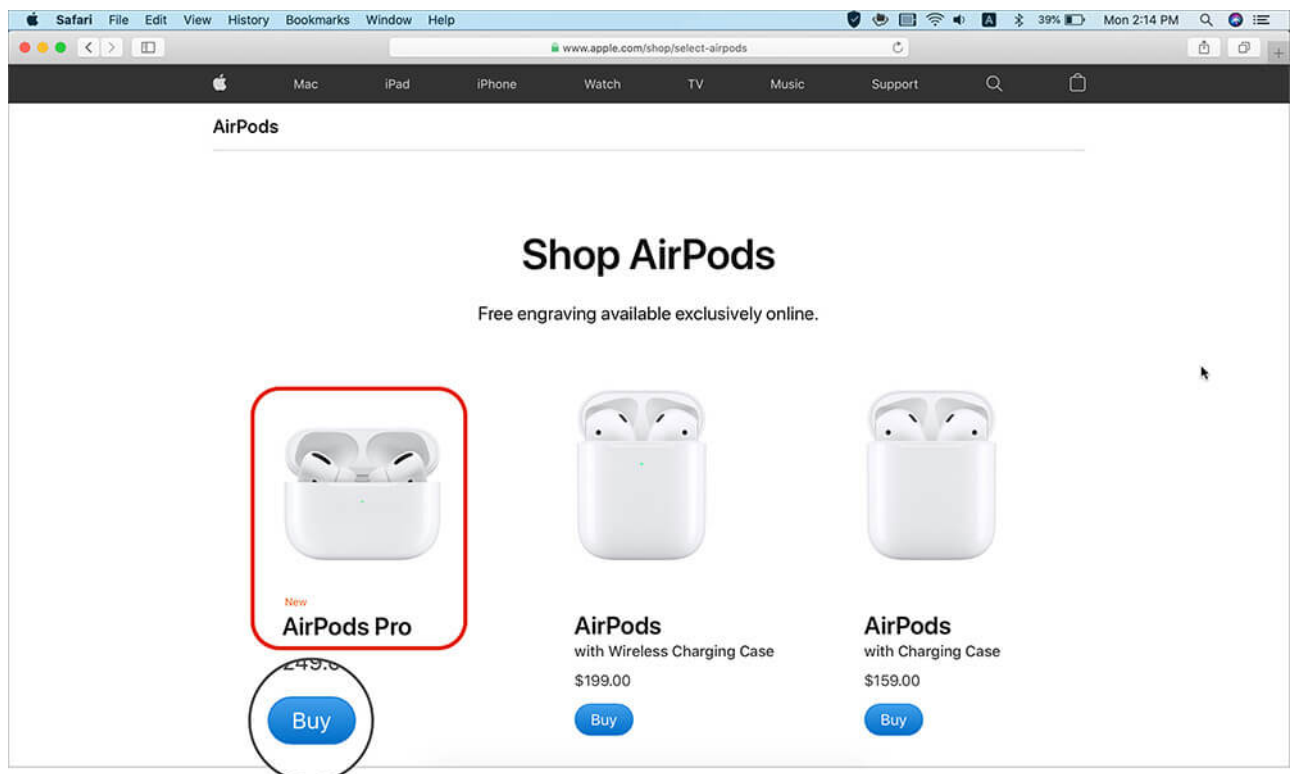 Safari File Edit View History Bookmarks Window Help 39% Mon 2:14 PM
www.apple.com/shop/select-airpods
Mac iPad iPhone Watch TV Music Support
AirPods
Shop AirPods
Free engraving available exclusively online.
New
AirPods Pro
AirPods
with Wireless Charging Case
$199.00
Buy
AirPods
with Charging Case
$159.00
Buy
Buy